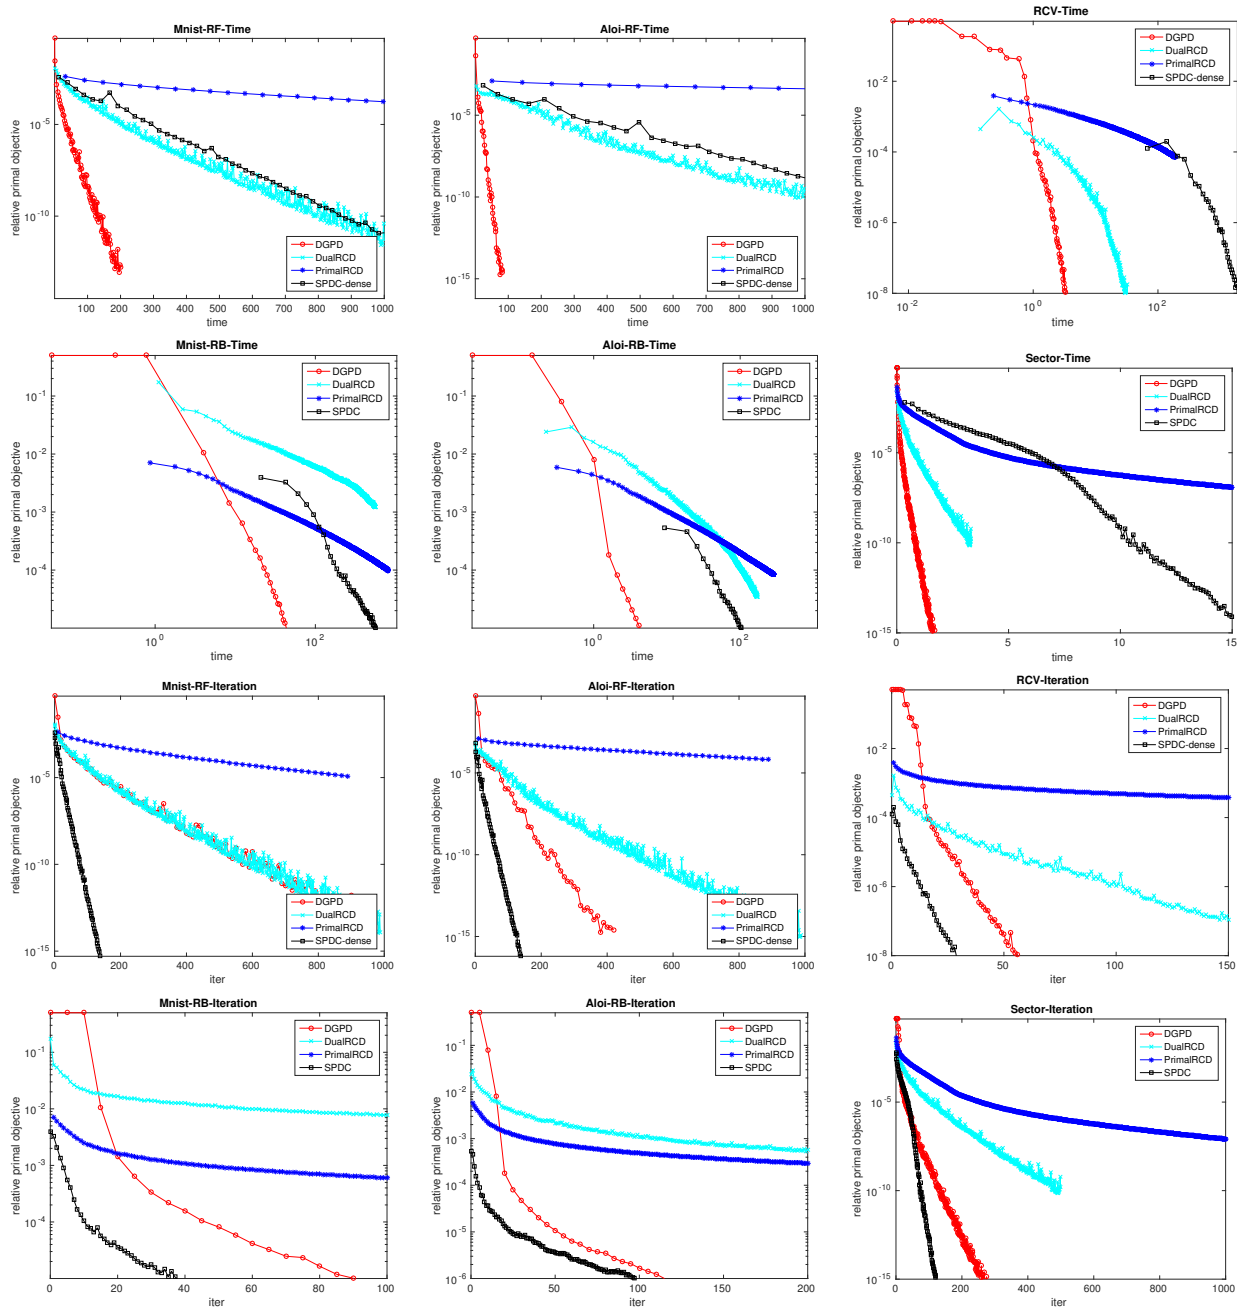 Mnist-RF-Time
relative primal objective
10^-5
10^-10
100 200 300 400 500 600 700 800 900 1000
time
DGPD
DualRCD
PrimalRCD
SPDC-dense
Aloi-RF-Time
relative primal objective
10^-5
10^-10
10^-15
100 200 300 400 500 600 700 800 900 1000
time
DGPD
DualRCD
PrimalRCD
SPDC-dense
RCV-Time
relative primal objective
10^-2
10^-4
10^-6
10^-8
10^-2 10^0 10^2
time
DGPD
DualRCD
PrimalRCD
SPDC-dense
Mnist-RB-Time
relative primal objective
10^-1
10^-2
10^-3
10^-4
10^0 10^2
time
DGPD
DualRCD
PrimalRCD
SPDC
Aloi-RB-Time
relative primal objective
10^-1
10^-2
10^-3
10^-4
10^0 10^2
time
DGPD
DualRCD
PrimalRCD
SPDC
Sector-Time
relative primal objective
10^-5
10^-10
10^-15
0 5 10 15
time
DGPD
DualRCD
PrimalRCD
SPDC
Mnist-RF-Iteration
relative primal objective
10^-5
10^-10
10^-15
0 200 400 600 800 1000
iter
DGPD
DualRCD
PrimalRCD
SPDC-dense
Aloi-RF-Iteration
relative primal objective
10^-5
10^-10
10^-15
0 200 400 600 800 1000
iter
DGPD
DualRCD
PrimalRCD
SPDC-dense
RCV-Iteration
relative primal objective
10^-2
10^-4
10^-6
10^-8
0 50 100 150
iter
DGPD
DualRCD
PrimalRCD
SPDC-dense
Mnist-RB-Iteration
relative primal objective
10^-1
10^-2
10^-3
10^-4
0 20 40 60 80 100
iter
DGPD
DualRCD
PrimalRCD
SPDC
Aloi-RB-Iteration
relative primal objective
10^-1
10^-2
10^-3
10^-4
10^-5
10^-6
0 50 100 150 200
iter
DGPD
DualRCD
PrimalRCD
SPDC
Sector-Iteration
relative primal objective
10^-5
10^-10
10^-15
0 200 400 600 800 1000
iter
DGPD
DualRCD
PrimalRCD
SPDC